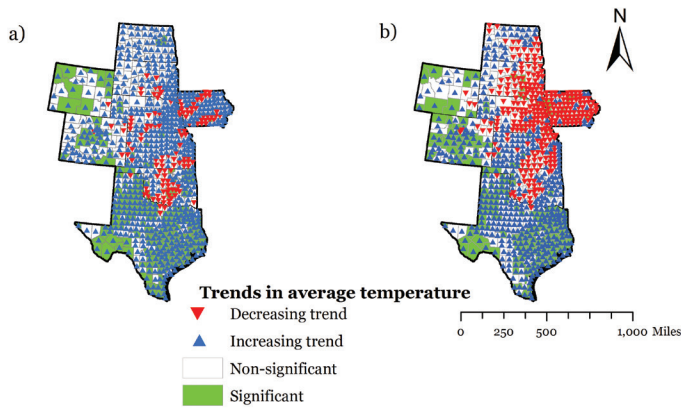 a)
b)
N
Trends in average temperature
Decreasing trend
Increasing trend
Non-significant
Significant
0 250 500 1,000 Miles